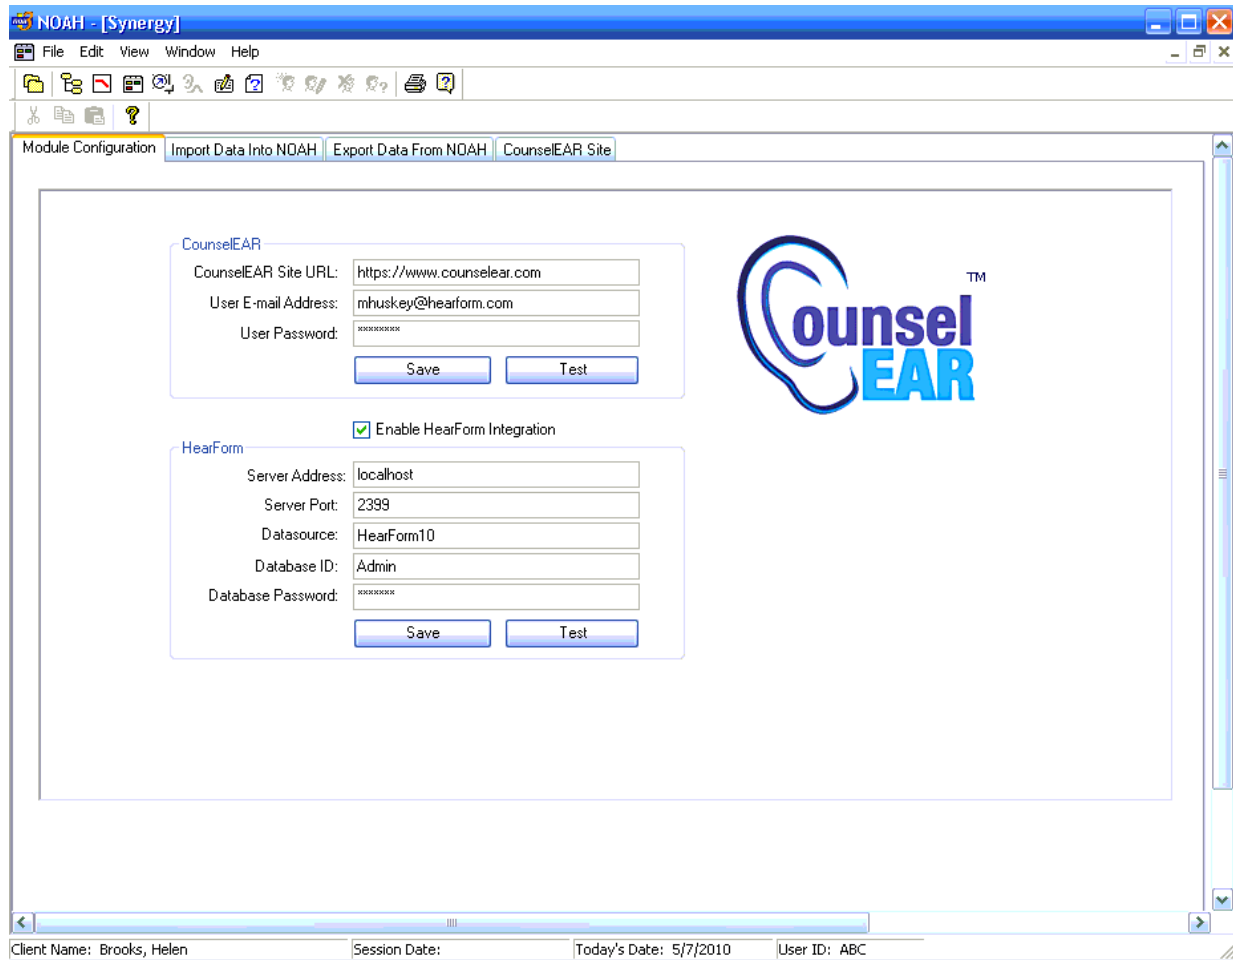 NOAH - [Synergy]
File Edit View Window Help
Module Configuration Import Data Into NOAH Export Data From NOAH CounselEAR Site
CounselEAR
CounselEAR Site URL: https://www.counselear.com
User E-mail Address: mhuskey@hearform.com
User Password: ********
Save Test
Counsel TM
EAR
Enable HearForm Integration
HearForm
Server Address: localhost
Server Port: 2399
Datasource: HearForm10
Database ID: Admin
Database Password: *******
Save Test
Client Name: Brooks, Helen Session Date: Today's Date: 5/7/2010 User ID: ABC